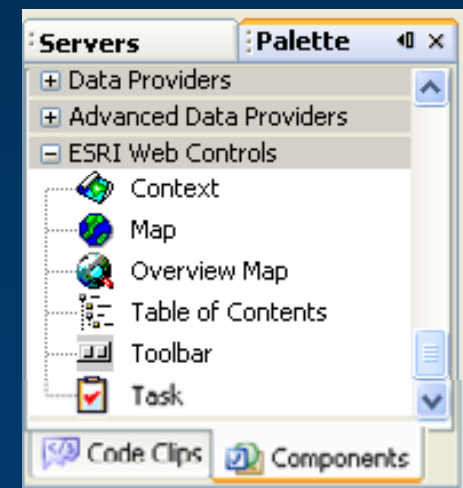 Servers Palette
Data Providers
Advanced Data Providers
ESRI Web Controls
Context
Map
Overview Map
Table of Contents
Toolbar
Task
Code Clips Components